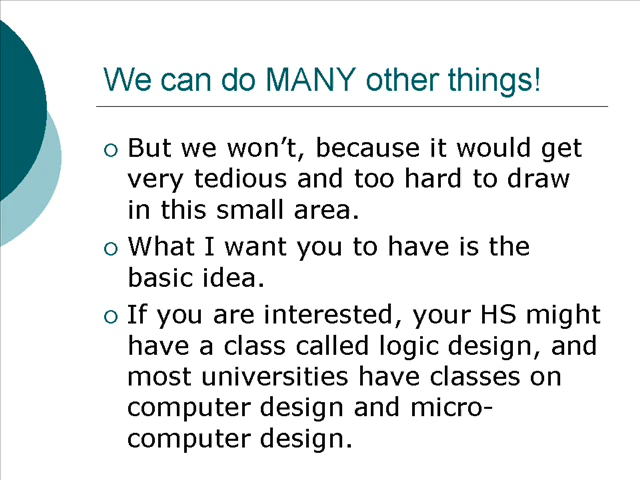 We can do MANY other things!
But we won’t, because it would get
very tedious and too hard to draw
in this small area.
What I want you to have is the
basic idea.
If you are interested, your HS might
have a class called logic design, and
most universities have classes on
computer design and micro-
computer design.